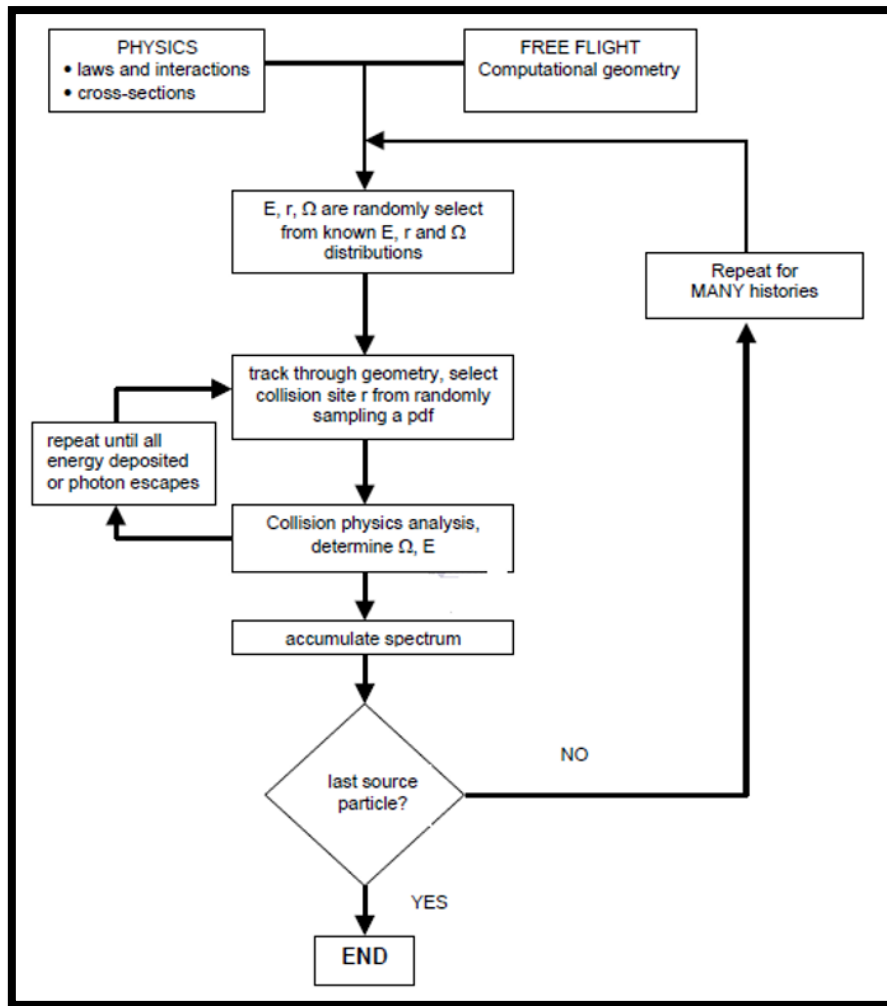 PHYSICS
• laws and interactions
• cross-sections
FREE FLIGHT
Computational geometry
E, r, Ω are randomly select
from known E, r and Ω
distributions
Repeat for
MANY histories
track through geometry, select
collision site r from randomly
sampling a pdf
repeat until all
energy deposited
or photon escapes
Collision physics analysis,
determine Ω, E
accumulate spectrum
last source
particle?
NO
YES
END